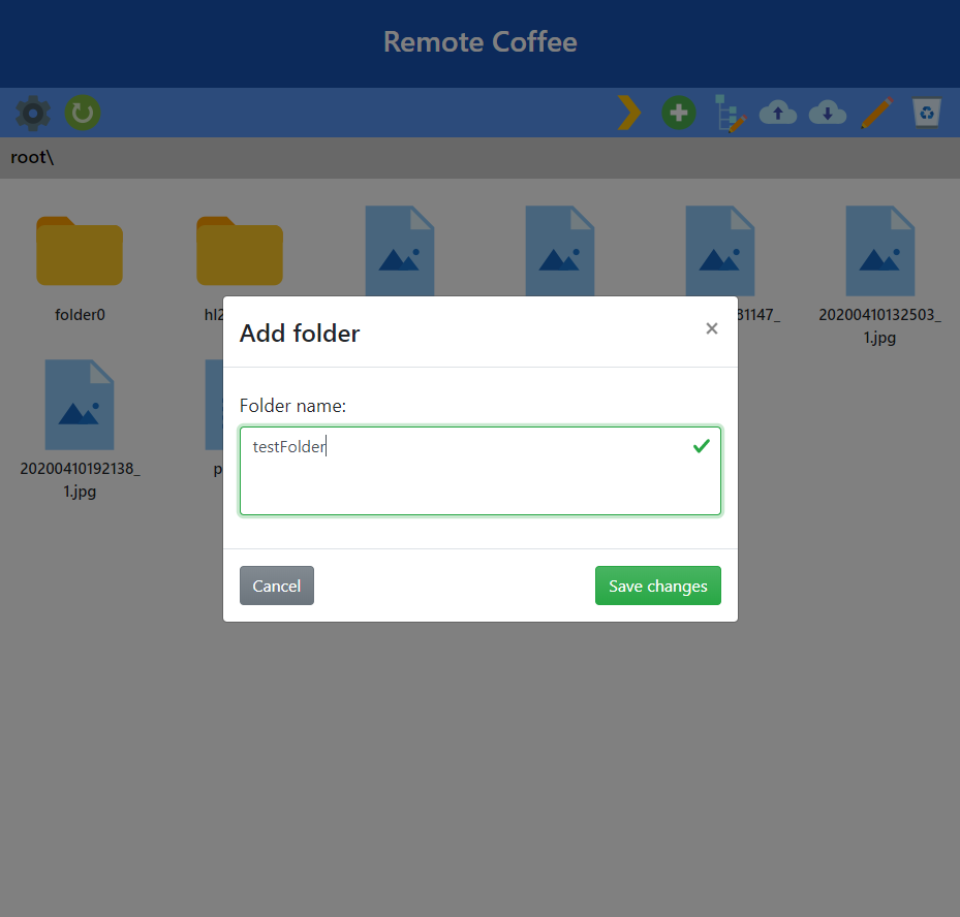 Remote Coffee
root\
folder0
hl2
31147_
20200410132503_
1.jpg
Add folder
×
Folder name:
testFolder
20200410192138_
1.jpg
p
Cancel
Save changes